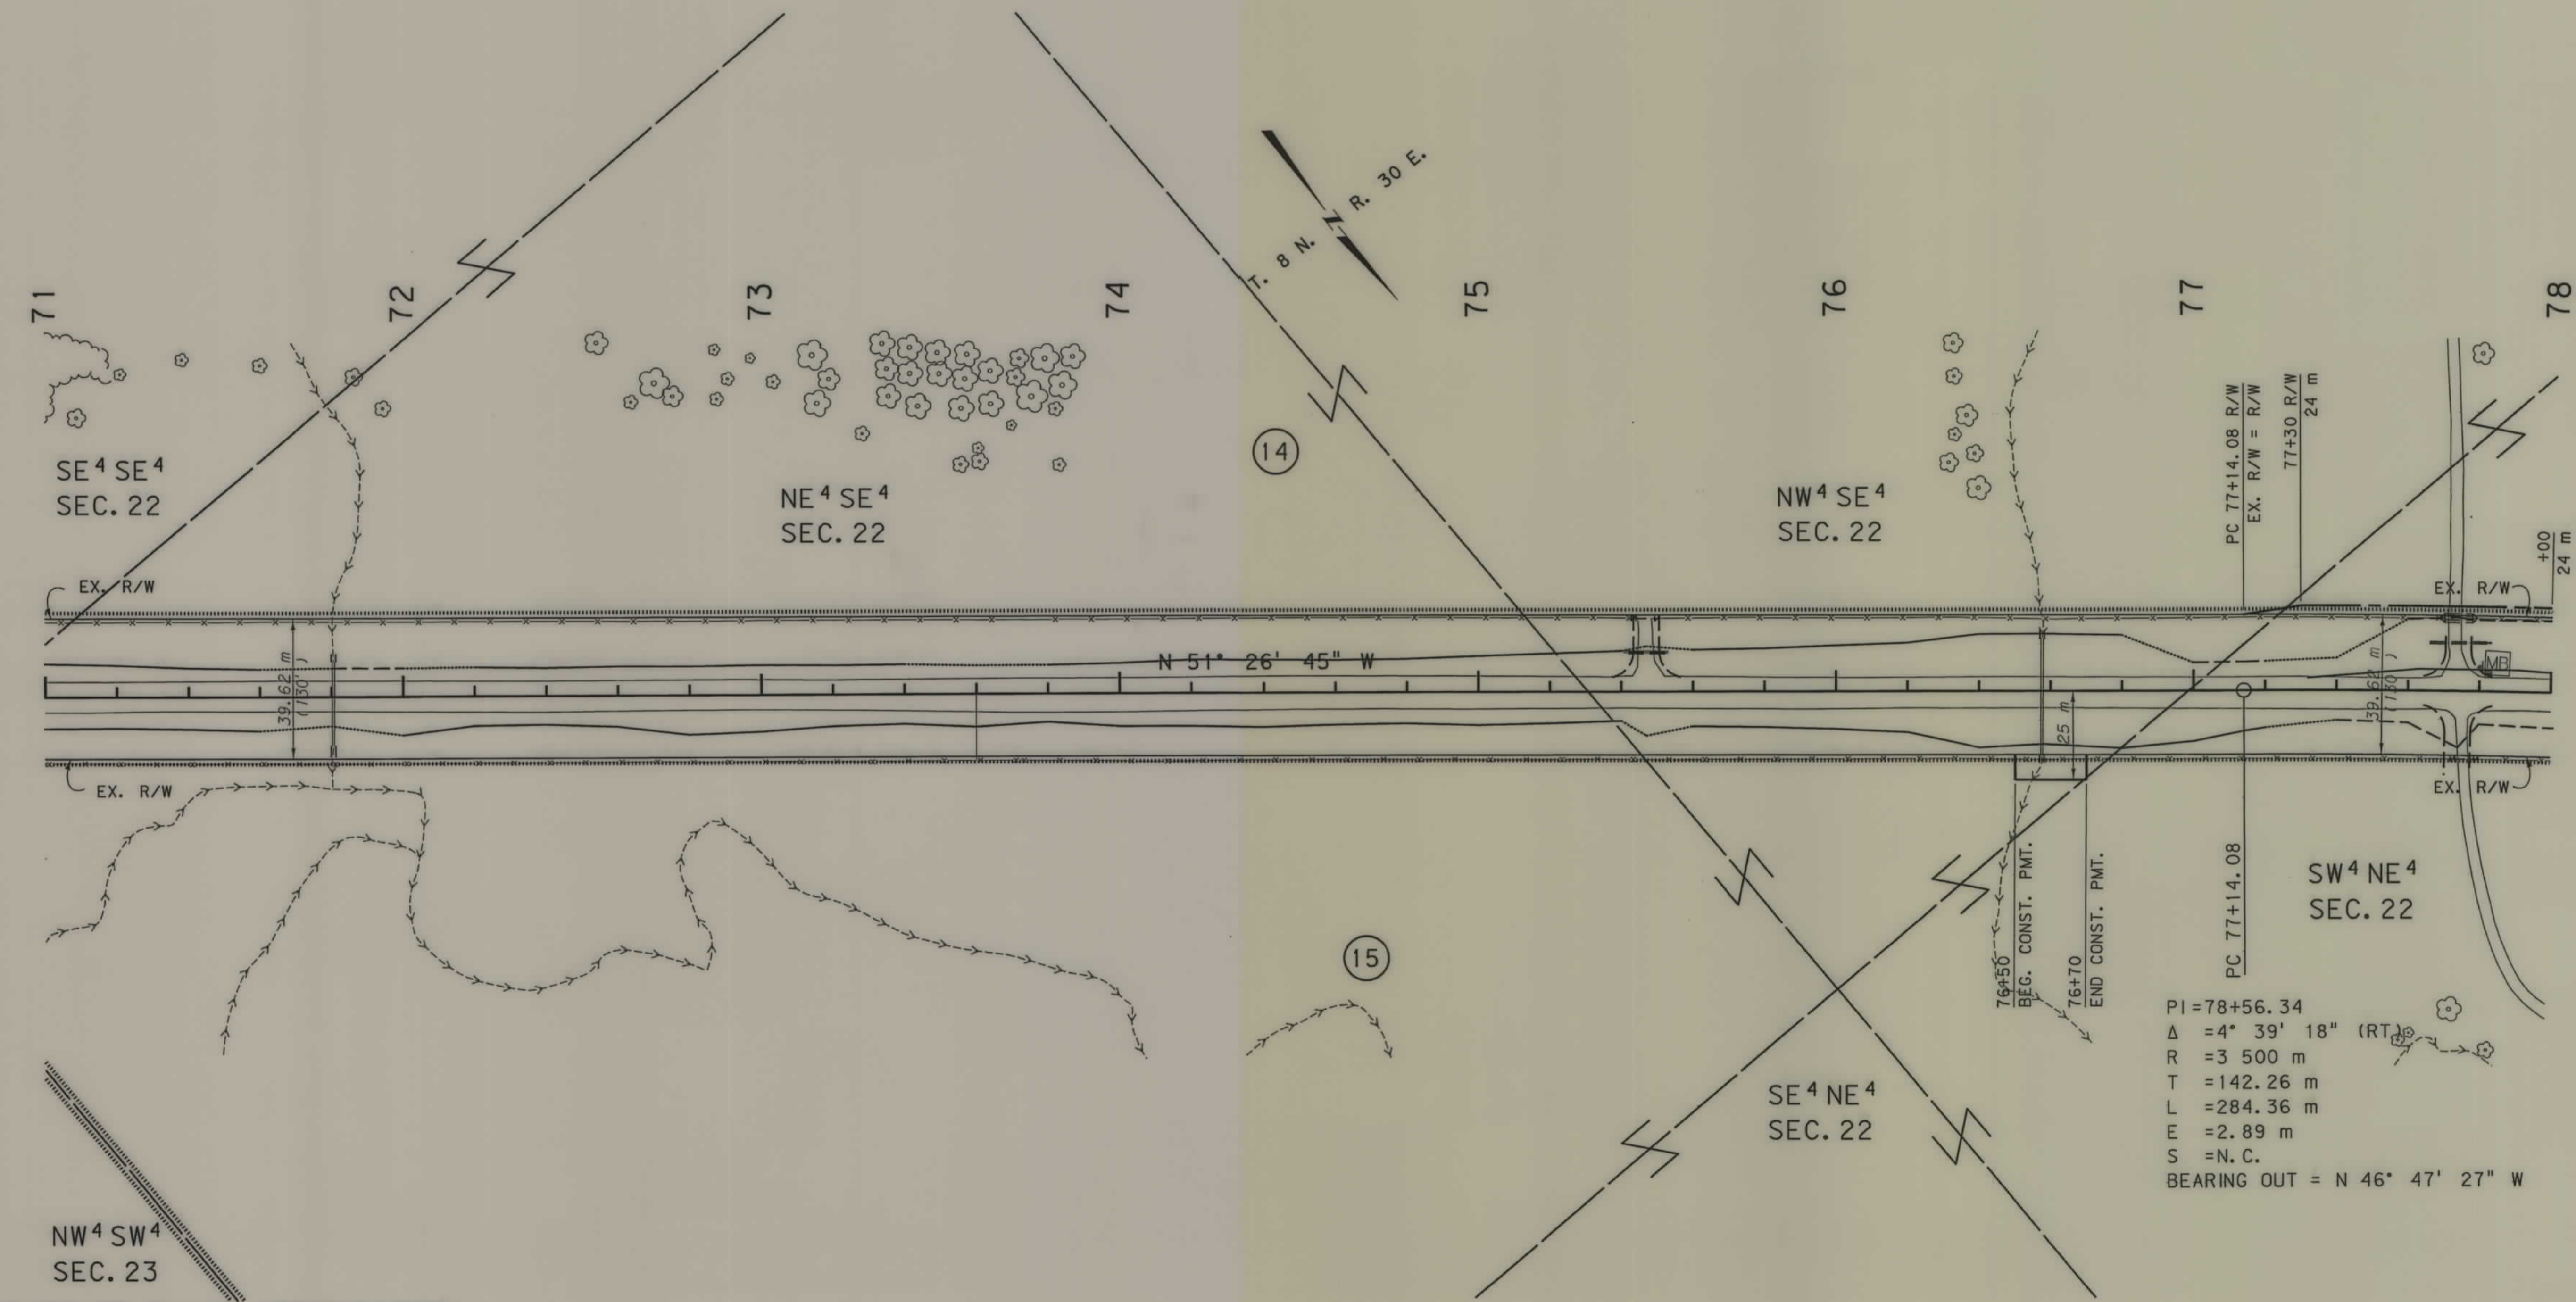 T. 8 N. R. 30 E.
Z
71
72
73
74
75
76
77
78
14
SE⁴ SE⁴
SEC. 22
NE⁴ SE⁴
SEC. 22
NW⁴ SE⁴
SEC. 22
PC 77+14.08 R/W
EX. R/W = R/W
77+30 R/W
24 m
+00
24 m
EX. R/W
EX. R/W
N 51° 26' 45" W
MB
39.62 m
(130')
39.62 m
(130')
25 m
EX. R/W
EX. R/W
76+50
BEG. CONST. PMT.
76+70
END CONST. PMT.
PC 77+14.08
SW⁴ NE⁴
SEC. 22
15
PI =78+56.34
Δ =4° 39' 18" (RT)
R =3 500 m
T =142.26 m
L =284.36 m
E =2.89 m
S =N.C.
BEARING OUT = N 46° 47' 27" W
SE⁴ NE⁴
SEC. 22
NW⁴ SW⁴
SEC. 23